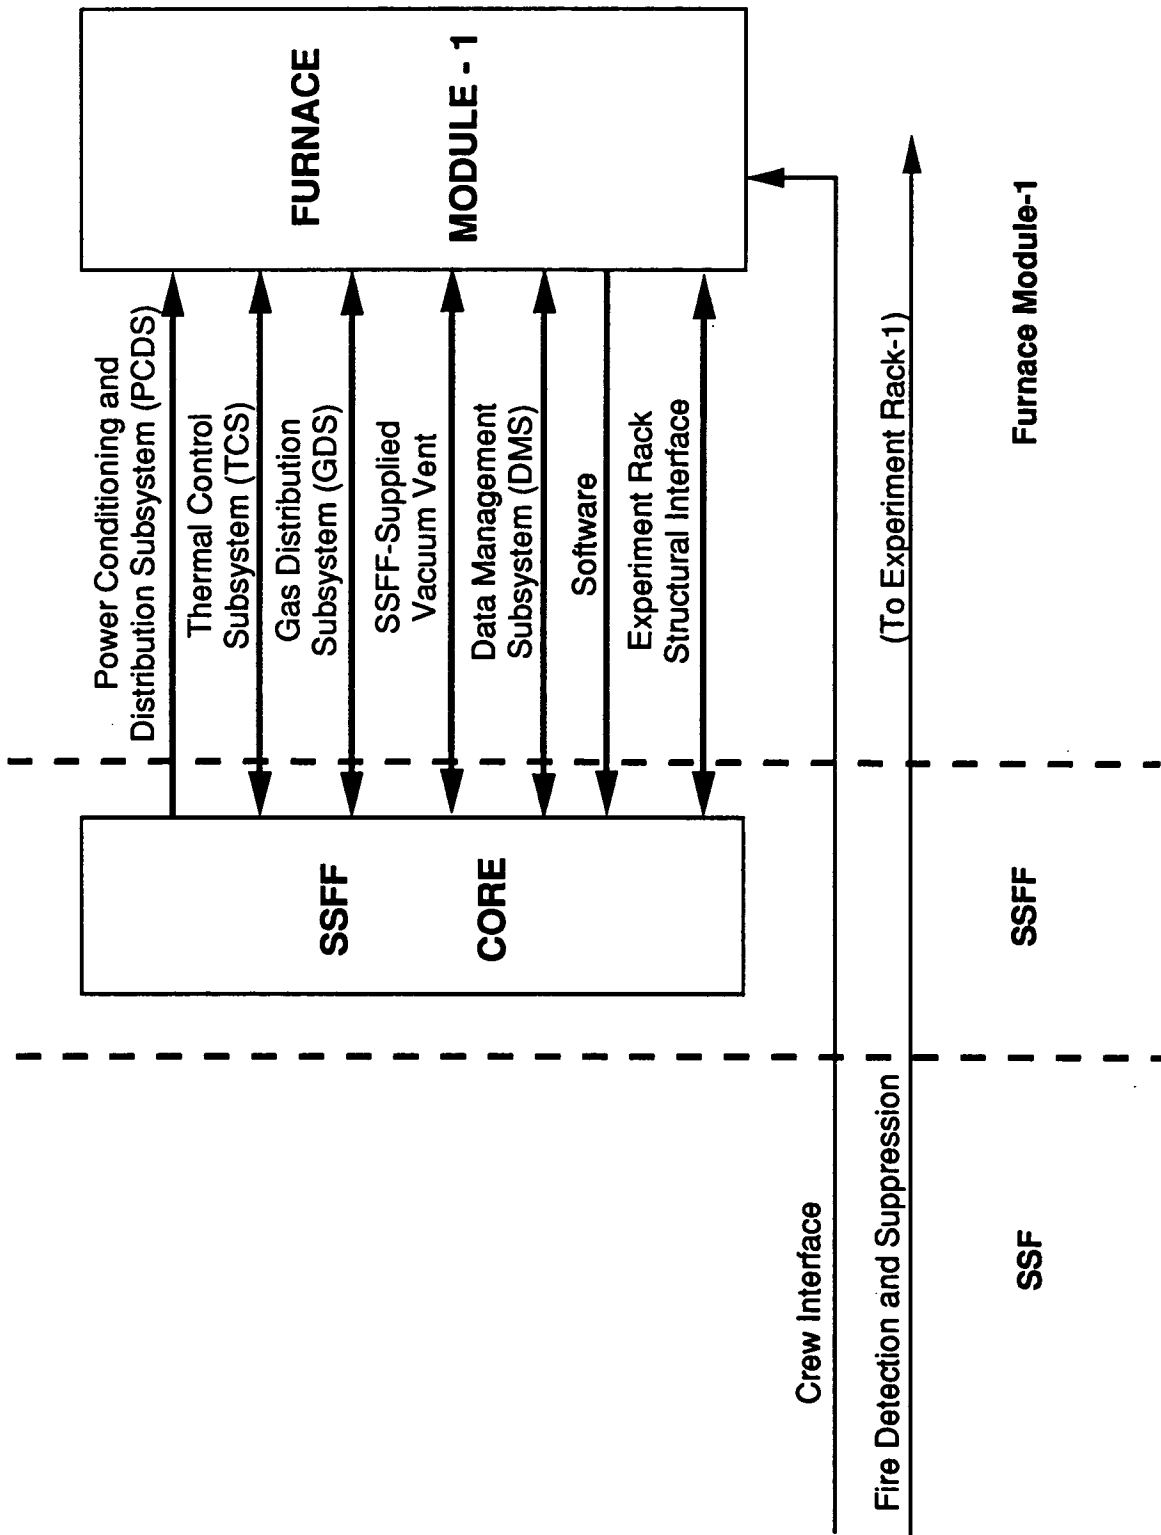 Power Conditioning and
Distribution Subsystem (PCDS)
Thermal Control
Subsystem (TCS)
Gas Distribution
Subsystem (GDS)
SSFF-Supplied
Vacuum Vent
Data Management
Subsystem (DMS)
Software
Experiment Rack
Structural Interface
SSFF
CORE
FURNACE
MODULE - 1
Crew Interface
Fire Detection and Suppression
(To Experiment Rack-1)
SSF
SSFF
Furnace Module-1